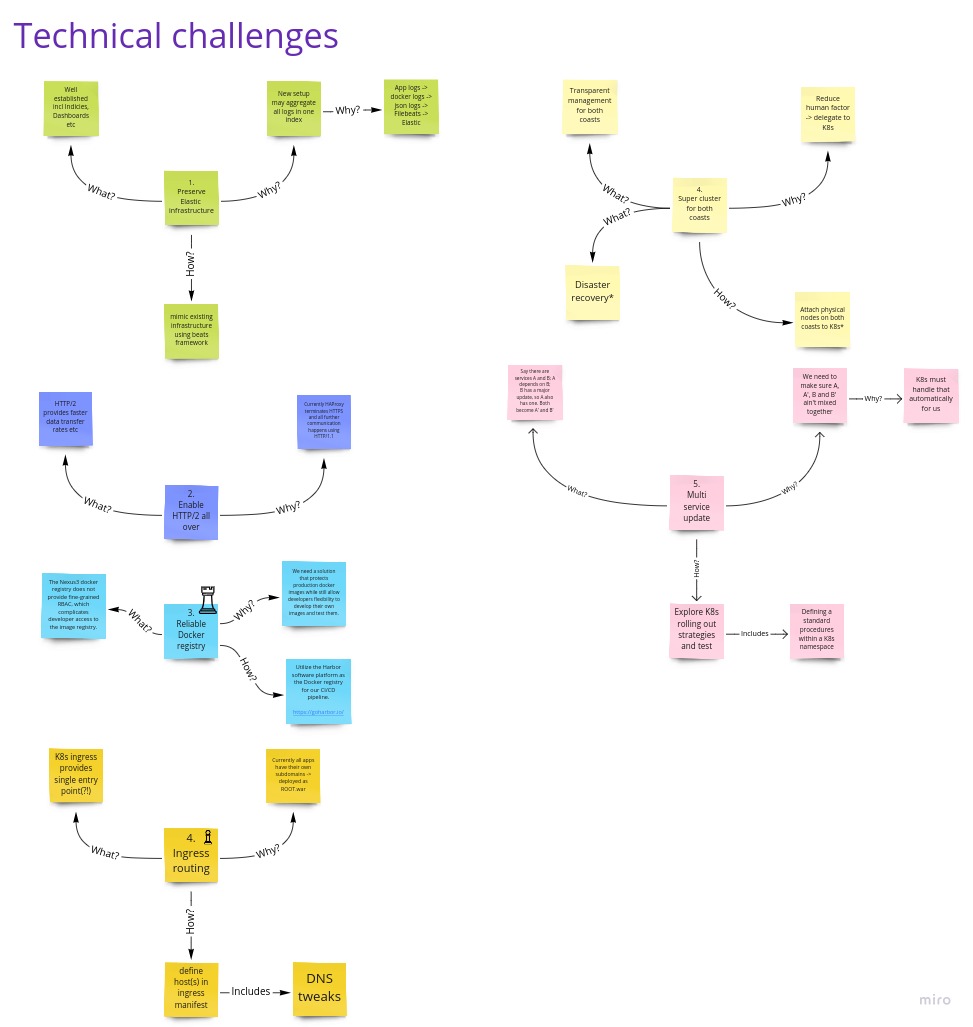 Technical challenges
Well
established
incl Indicies,
Dashboards
etc
New setup
may aggregate
all logs in one
index
Why?
App logs ->
docker logs ->
json logs ->
Filebeats ->
Elastic
What?
Why?
1.
Preserve
Elastic
infrastructure
How?
mimic existing
infrastructure
using beats
framework
HTTP/2
provides faster
data transfer
rates etc
Currently HAProxy
terminates HTTPS
and all further
communication
happens using
HTTP/1.1
What?
Why?
2.
Enable
HTTP/2 all
over
The Nexus3 docker
registry does not
provide fine-grained
RBAC, which
complicates
developer access to
the image registry.
What?
3.
Reliable
Docker
registry
Why?
We need a solution
that protects
production docker
images while still allow
developers flexibility to
develop their own
images and test them.
How?
Utilize the Harbor
software platform as
the Docker registry
for our CI/CD
pipeline.
https://goharbor.io/
K8s ingress
provides
single entry
point(?!)
Currently all apps
have their own
subdomains ->
deployed as
ROOT.war
What?
Why?
4.
Ingress
routing
How?
define
host(s) in
ingress
manifest
Includes
DNS
tweaks
Transparent
management
for both
coasts
Reduce
human factor
-> delegate to
K8s
What?
What?
Why?
4.
Super cluster
for both
coasts
Disaster
recovery*
How?
Attach physical
nodes on both
coasts to K8s*
Say there are
services A and B; A
depends on B;
B has a major
update, so A also
has one. Both
become A' and B'
We need to
make sure A,
A', B and B'
ain't mixed
together
Why?
K8s must
handle that
automatically
for us
What?
Why?
5.
Multi
service
update
How?
Explore K8s
rolling out
strategies
and test
Includes
Defining a
standard
procedures
within a K8s
namespace
miro